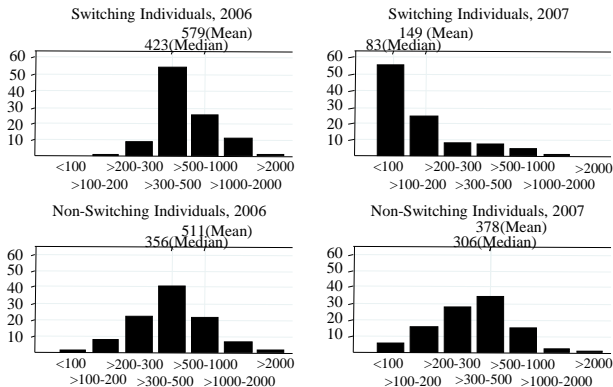 Switching Individuals, 2006
579(Mean)
423(Median)
60
50
40
30
20
10
<100 >200-300 >500-1000 >2000
>100-200 >300-500 >1000-2000
Switching Individuals, 2007
149 (Mean)
83(Median)
60
50
40
30
20
10
<100 >200-300 >500-1000 >2000
>100-200 >300-500 >1000-2000
Non-Switching Individuals, 2006
511(Mean)
356(Median)
60
50
40
30
20
10
<100 >200-300 >500-1000 >2000
>100-200 >300-500 >1000-2000
Non-Switching Individuals, 2007
378(Mean)
306(Median)
60
50
40
30
20
10
<100 >200-300 >500-1000 >2000
>100-200 >300-500 >1000-2000